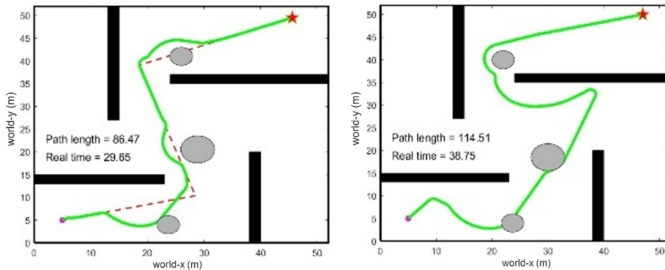 50
45
40
35
30
25
20
15
10
5
0
world-y (m)
Path length = 86.47
Real time = 29.65
0 10 20 30 40 50
world-x (m)
50
45
40
35
30
25
20
15
10
5
0
world-y (m)
Path length = 114.51
Real time = 38.75
0 10 20 30 40 50
world-x (m)